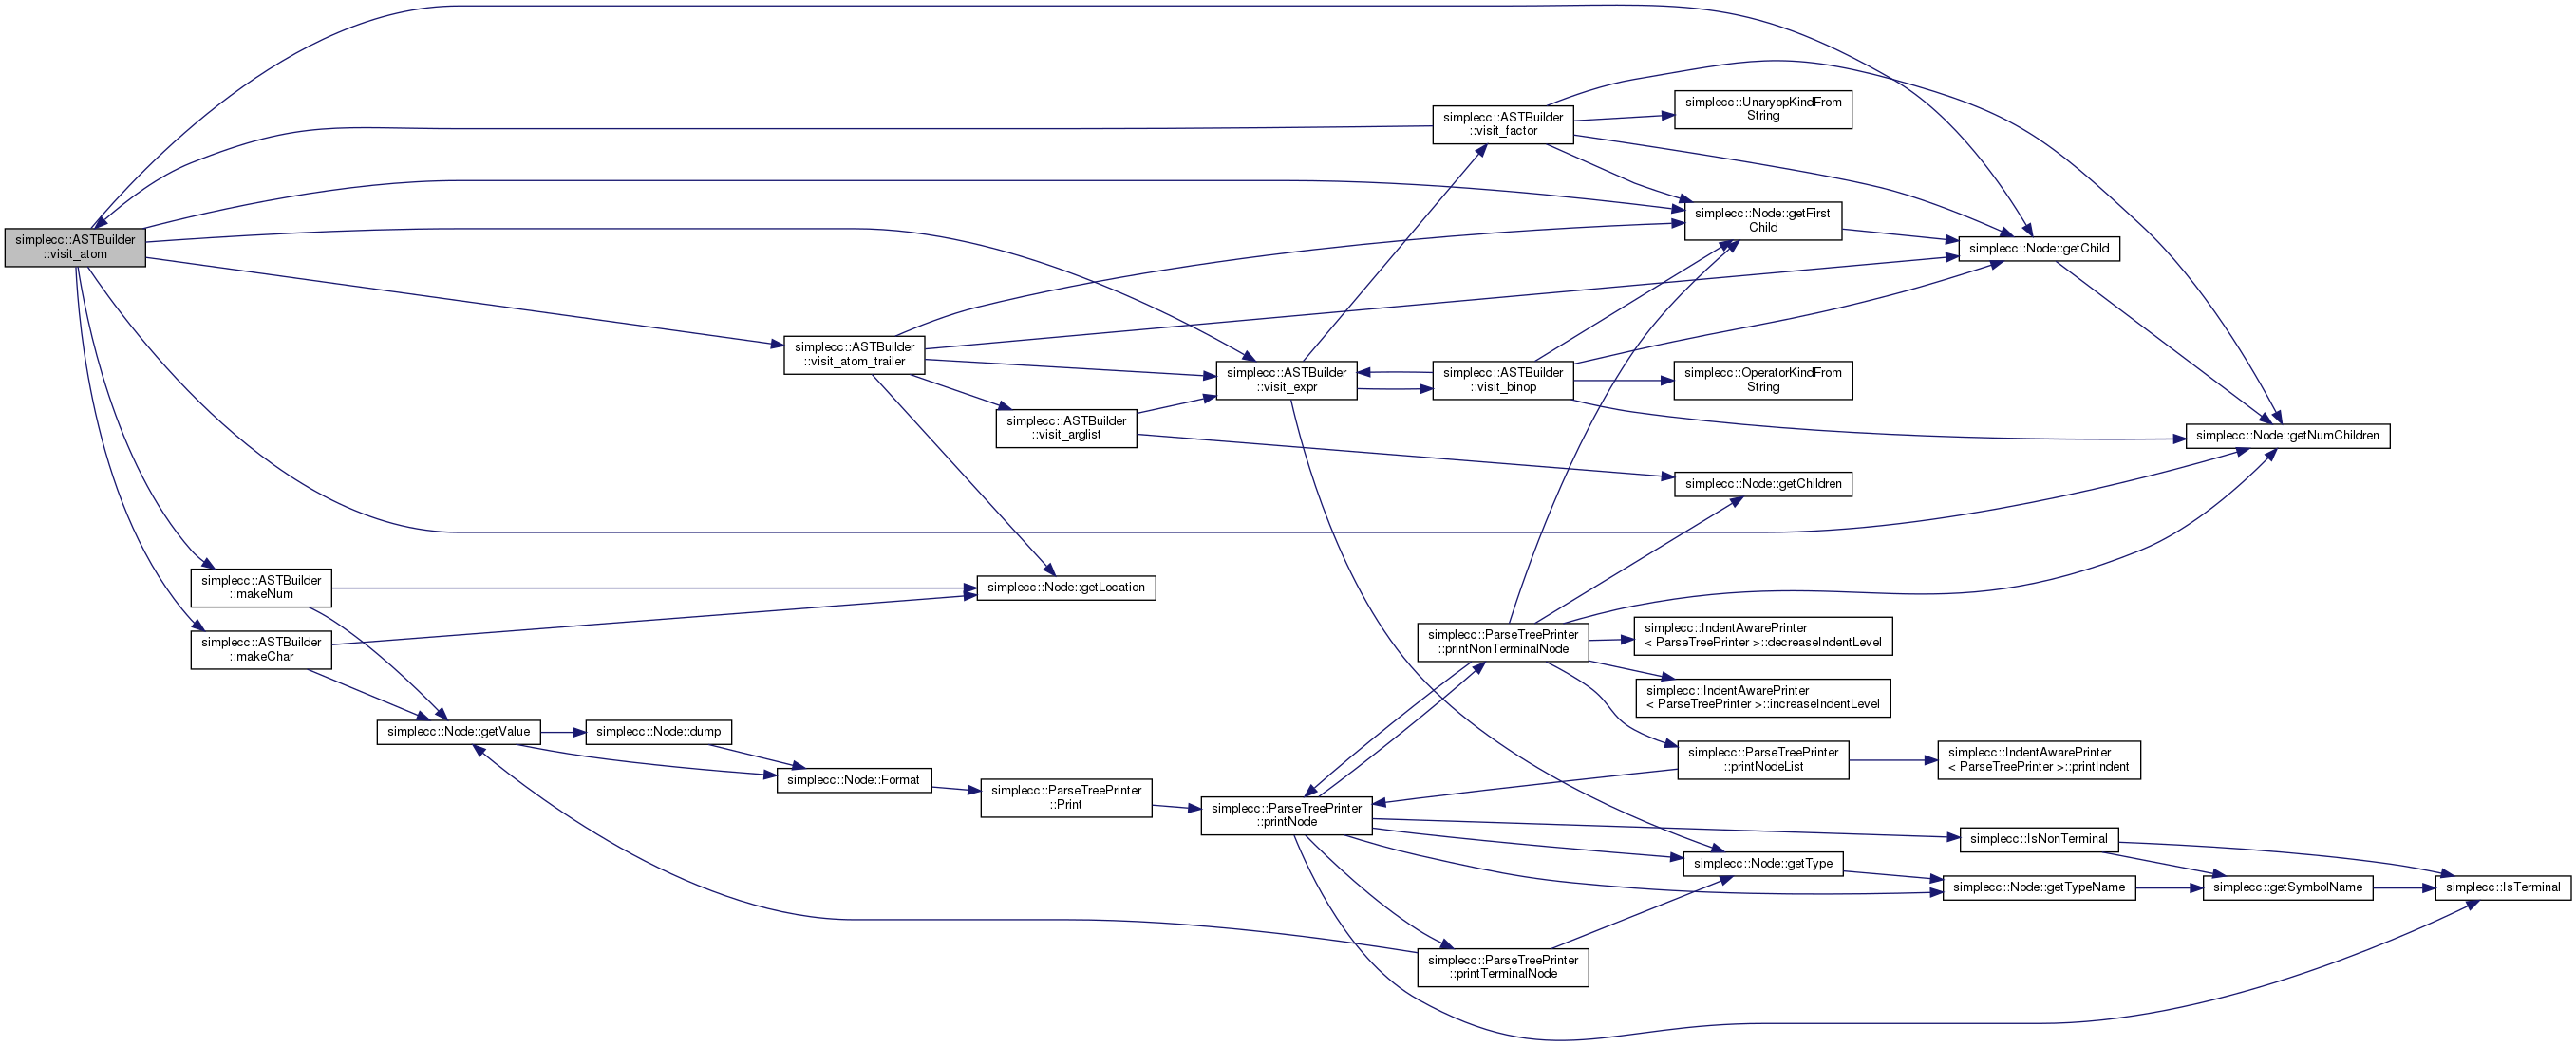 simplecc::ASTBuilder
::visit_atom
simplecc::ASTBuilder
::makeNum
simplecc::ASTBuilder
::makeChar
simplecc::Node::getValue
simplecc::Node::dump
simplecc::Node::Format
simplecc::ASTBuilder
::visit_atom_trailer
simplecc::ASTBuilder
::visit_arglist
simplecc::Node::getLocation
simplecc::ParseTreePrinter
::Print
simplecc::ASTBuilder
::visit_expr
simplecc::ParseTreePrinter
::printNode
simplecc::ASTBuilder
::visit_factor
simplecc::ASTBuilder
::visit_binop
simplecc::ParseTreePrinter
::printNonTerminalNode
simplecc::ParseTreePrinter
::printTerminalNode
simplecc::UnaryopKindFrom
String
simplecc::Node::getFirst
Child
simplecc::OperatorKindFrom
String
simplecc::Node::getChildren
simplecc::IndentAwarePrinter
< ParseTreePrinter >::decreaseIndentLevel
simplecc::IndentAwarePrinter
< ParseTreePrinter >::increaseIndentLevel
simplecc::ParseTreePrinter
::printNodeList
simplecc::Node::getType
simplecc::Node::getChild
simplecc::IndentAwarePrinter
< ParseTreePrinter >::printIndent
simplecc::IsNonTerminal
simplecc::Node::getTypeName
simplecc::Node::getNumChildren
simplecc::getSymbolName
simplecc::IsTerminal